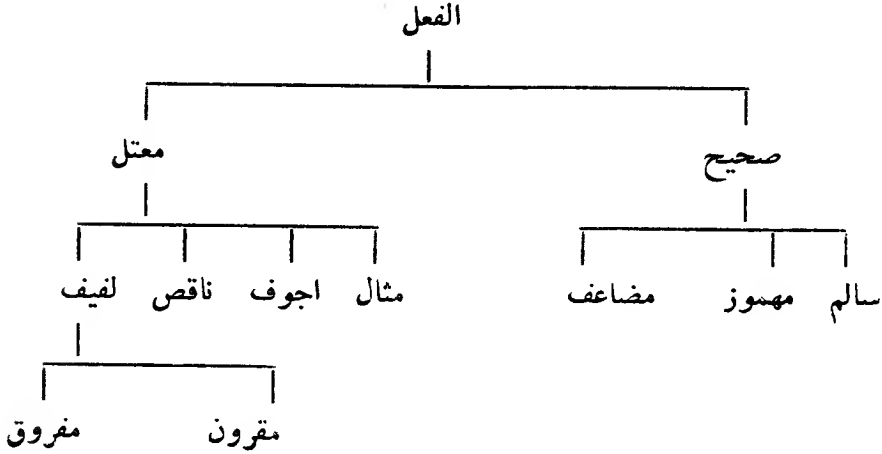 الفعل
صحيح معتل
سالم مهموز مضاعف مثال اجوف ناقص لفيف
مقرون مفروق